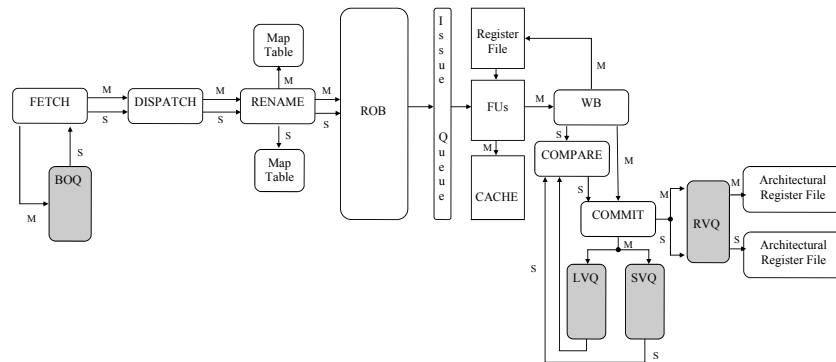 Map
Table
I
s
s
u
e
Q
u
e
u
e
Register
File
M
M
M
M
M
FETCH
DISPATCH
RENAME
ROB
FUs
M
WB
S
S
S
S
S
M
S
BOQ
Map
Table
M
COMPARE
M
CACHE
S
M
COMMIT
M
S
RVQ
M
Architectural
Register File
S
Architectural
Register File
M
S
LVQ
SVQ
S